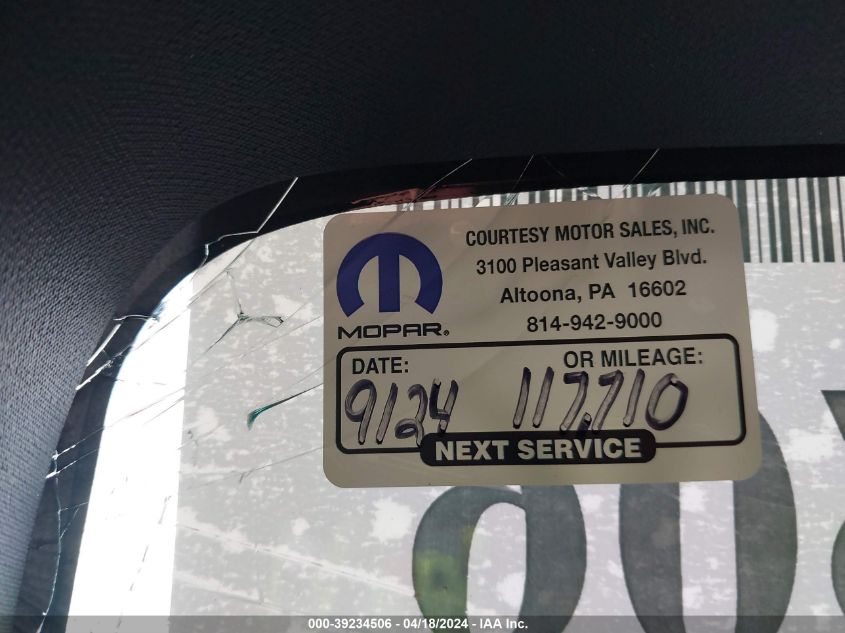 COURTESY MOTOR SALES, INC.
3100 Pleasant Valley Blvd.
Altoona, PA 16602
814-942-9000
MOPAR®
DATE: OR MILEAGE:
9/24 117,710
NEXT SERVICE
000-39234506 - 04/18/2024 - IAA Inc.